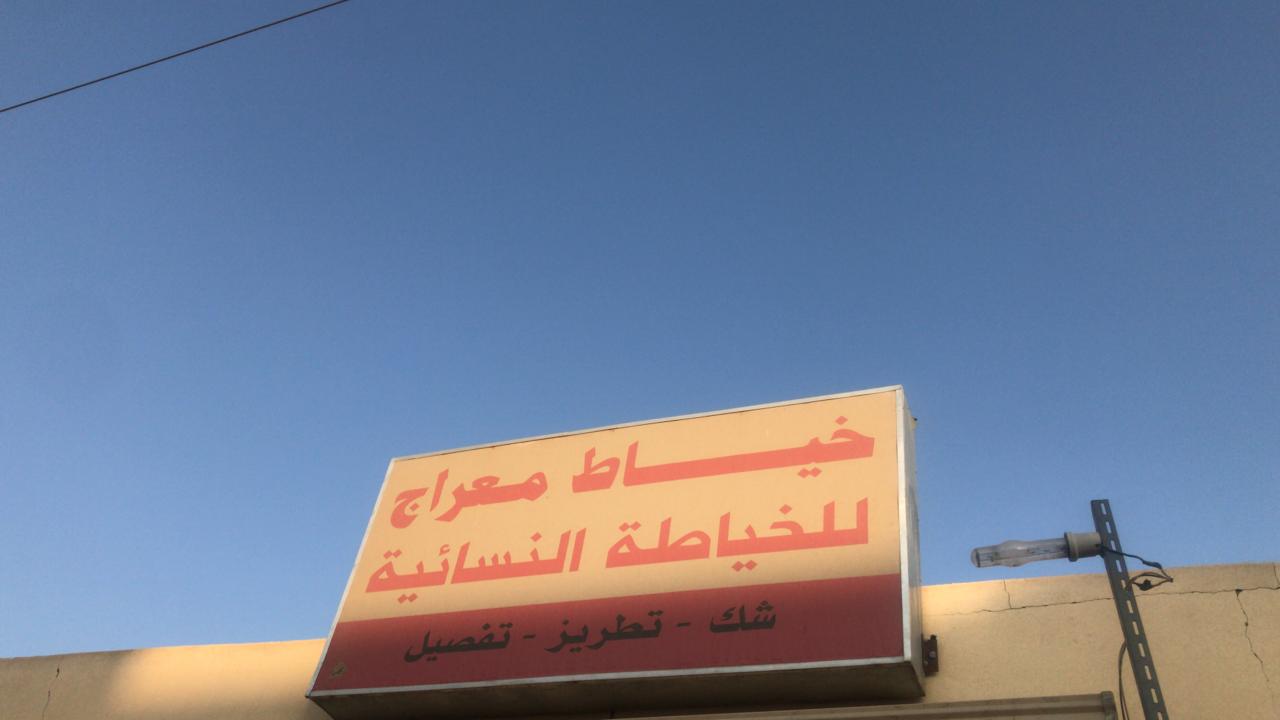 خياط معراج
للخياطة النسائية
شك - تطريز - تفصيل